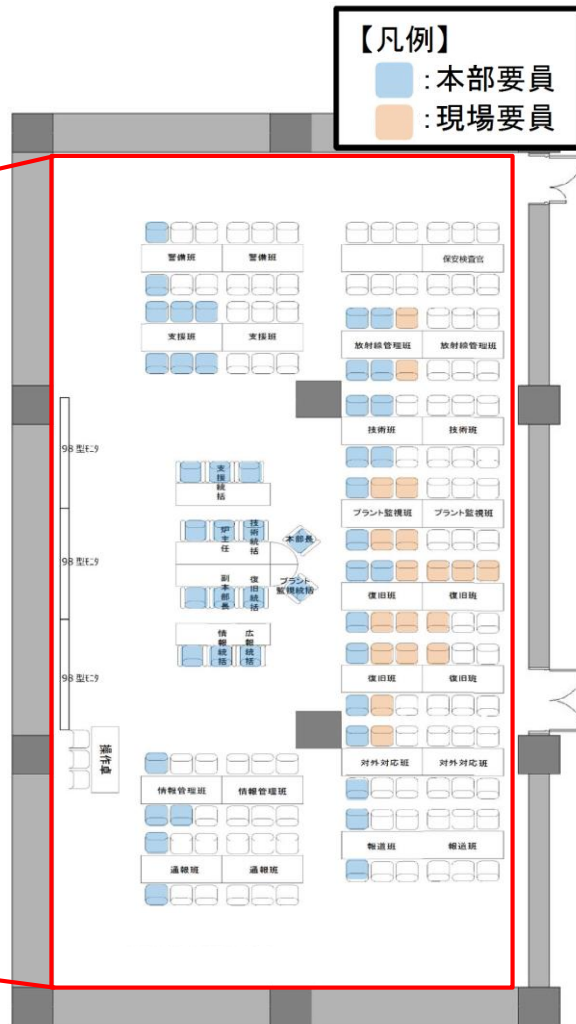 【凡例】
：本部要員
：現場要員
警備班 警備班
保安検査官
支援班 支援班
放射線管理班 放射線管理班
技術班 技術班
98型モニタ
支援統括
プラント監視班 プラント監視班
炉主任 技術統括
本部長
98型モニタ
副本部長 復旧統括
プラント監視統括
復旧班 復旧班
情報統括 広報統括
98型モニタ
復旧班 復旧班
操作卓
対外対応班 対外対応班
情報管理班 情報管理班
報道班 報道班
通報班 通報班